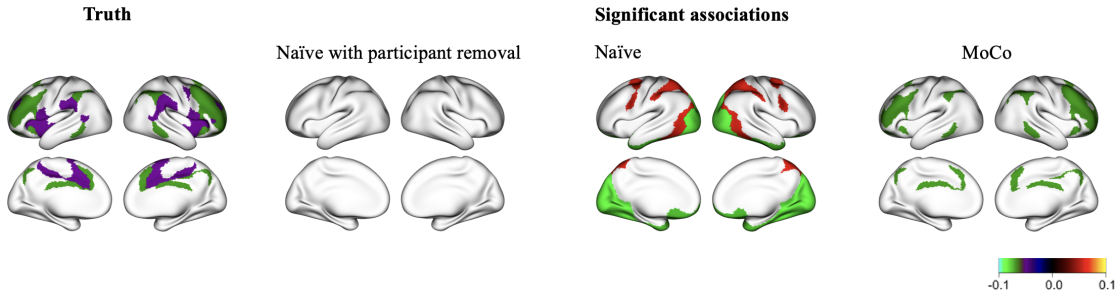 Truth
Significant associations
Naïve with participant removal
Naïve
MoCo
-0.1 0.0 0.1